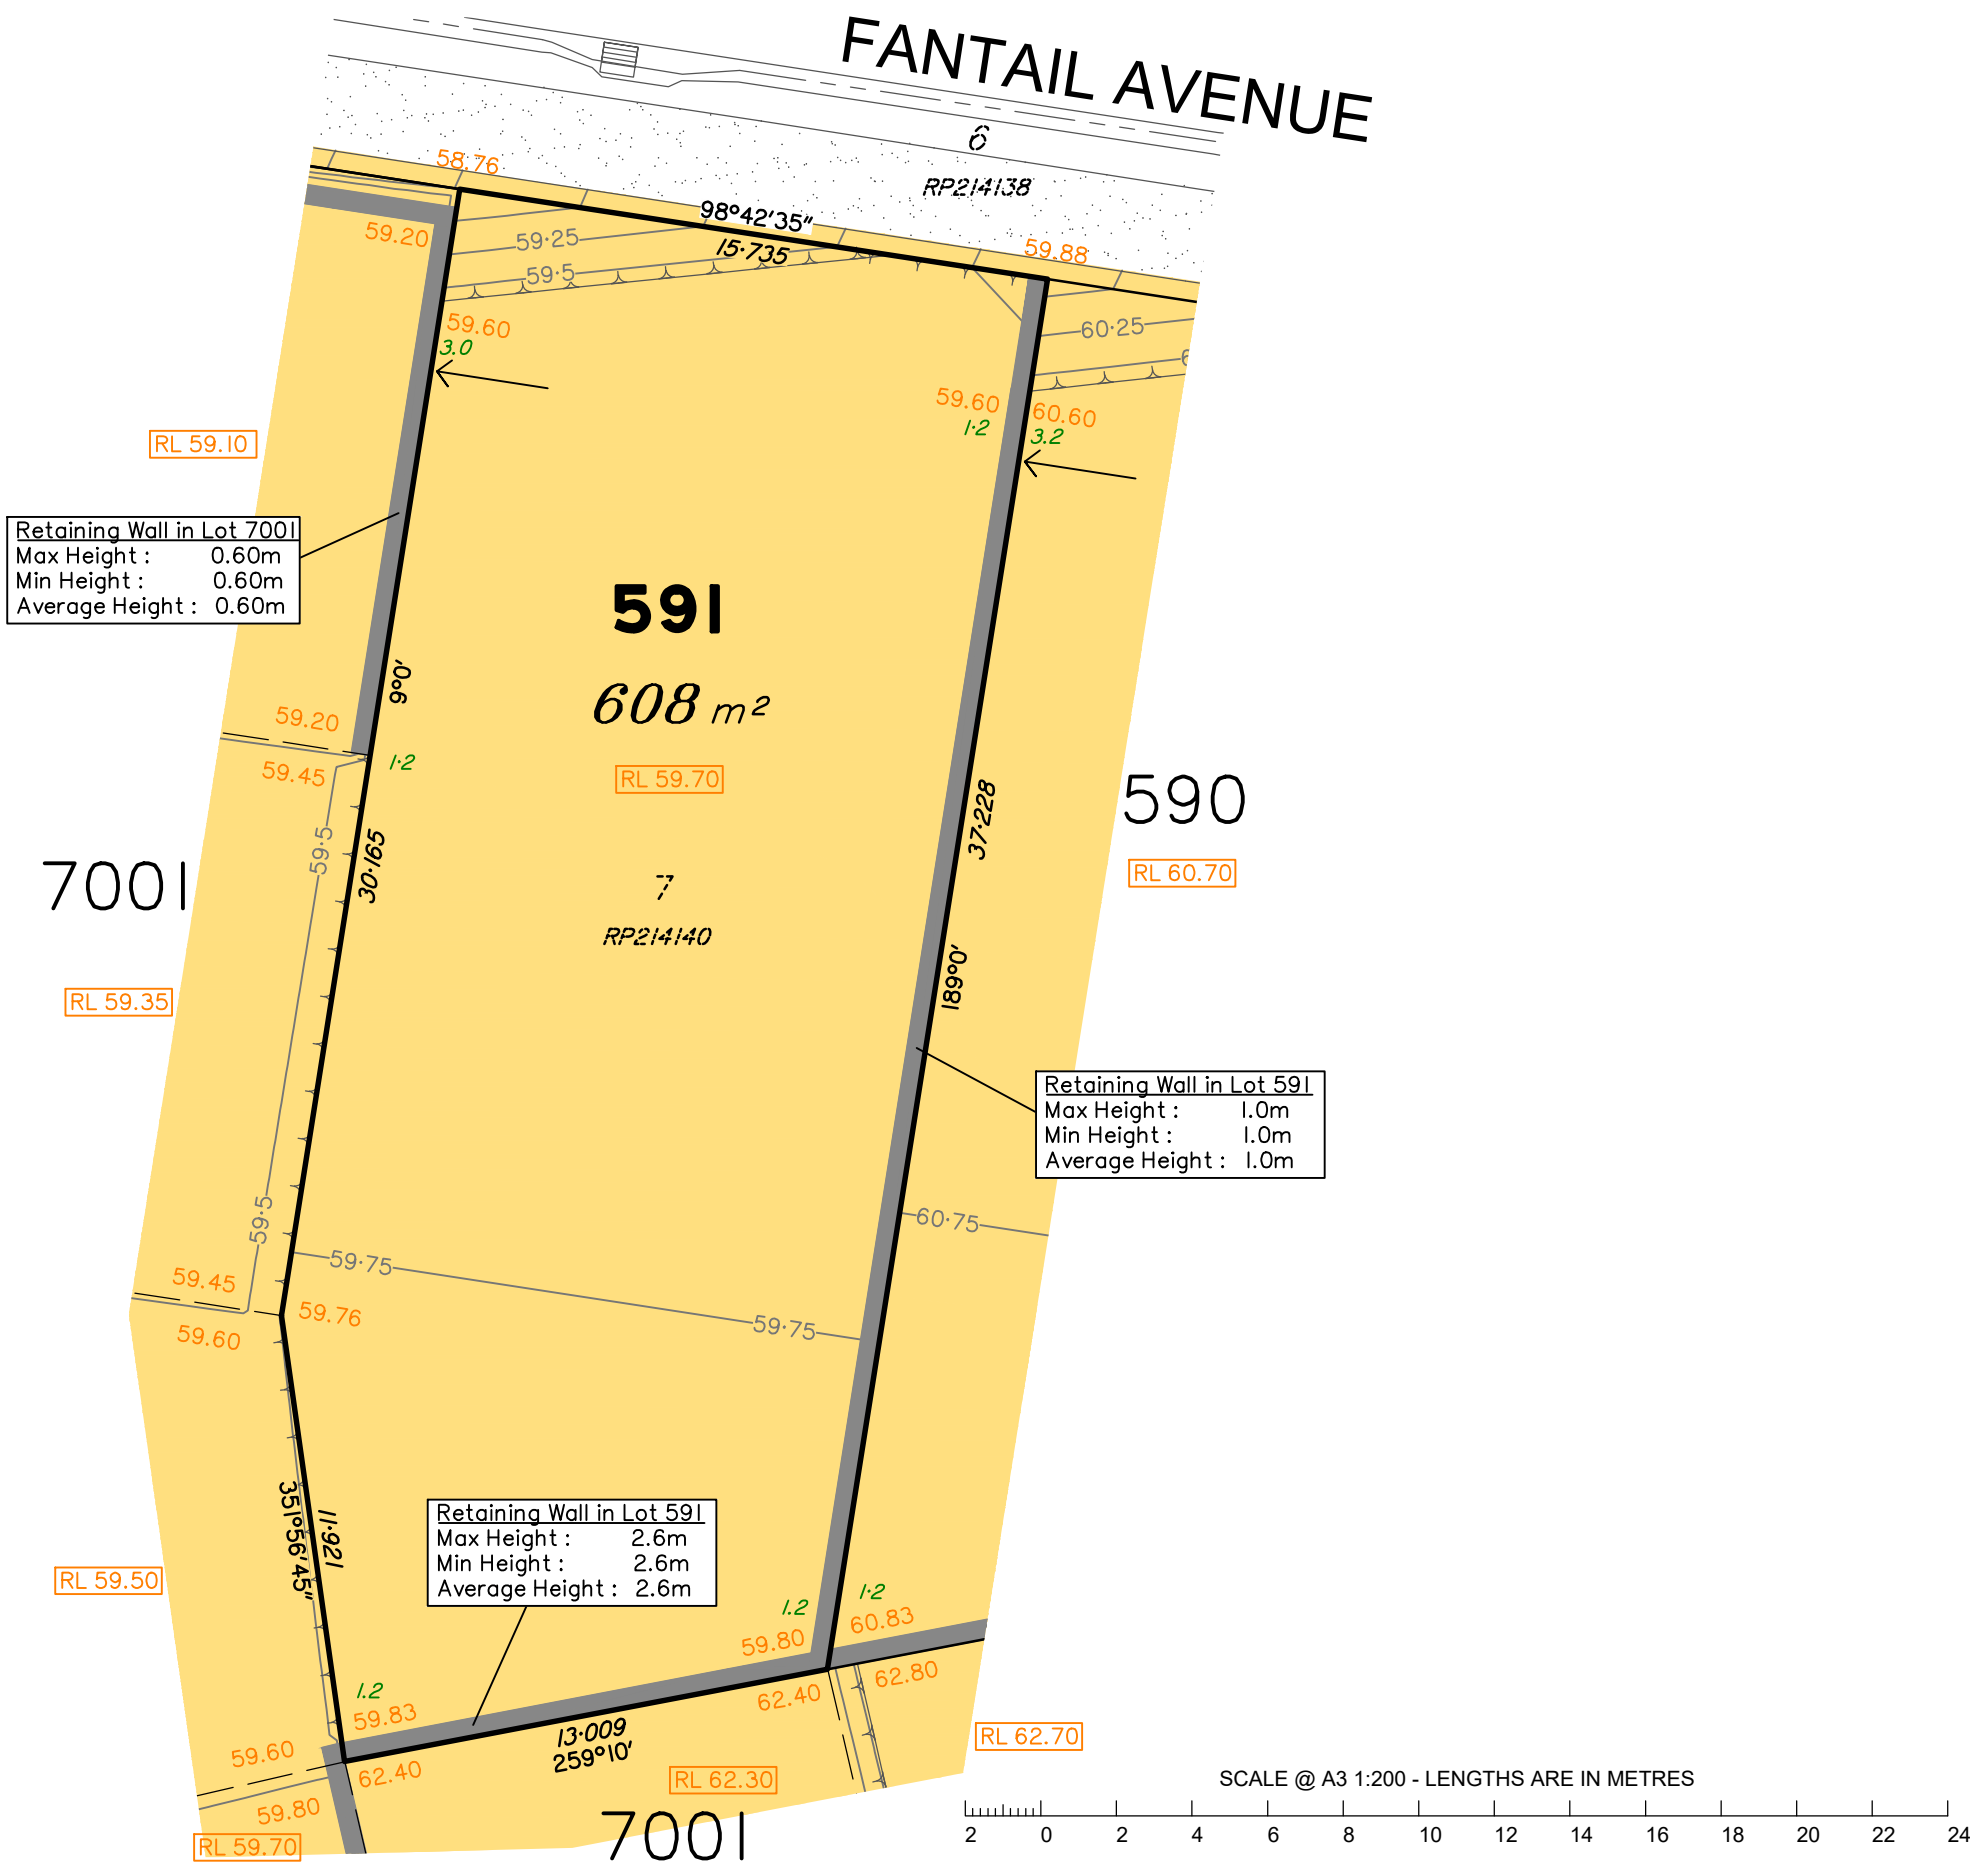 FANTAIL AVENUE
6
RP214138
58.76
98°42'35"
15·735
59.88
59.20
59·25
59·5
59.60
3.0
60·25
59.60
1·2
60.60
3.2
RL 59.10
Retaining Wall in Lot 7001
Max Height : 0.60m
Min Height : 0.60m
Average Height : 0.60m
591
608 m²
RL 59.70
9°0'
59.20
59.45
1·2
59·5
30·165
7001
7
RP214140
37·228
189°0'
590
RL 60.70
RL 59.35
Retaining Wall in Lot 591
Max Height : 1.0m
Min Height : 1.0m
Average Height : 1.0m
59·5
60·75
59·75
59·75
59.45
59.76
59.60
351°56'45"
11·921
Retaining Wall in Lot 591
Max Height : 2.6m
Min Height : 2.6m
Average Height : 2.6m
RL 59.50
1.2
59.80
1·2
60.83
62.80
62.40
1.2
59.83
13·009
259°10'
59.60
62.40
59.80
RL 59.70
RL 62.30
RL 62.70
7001
SCALE @ A3 1:200 - LENGTHS ARE IN METRES
2 0 2 4 6 8 10 12 14 16 18 20 22 24